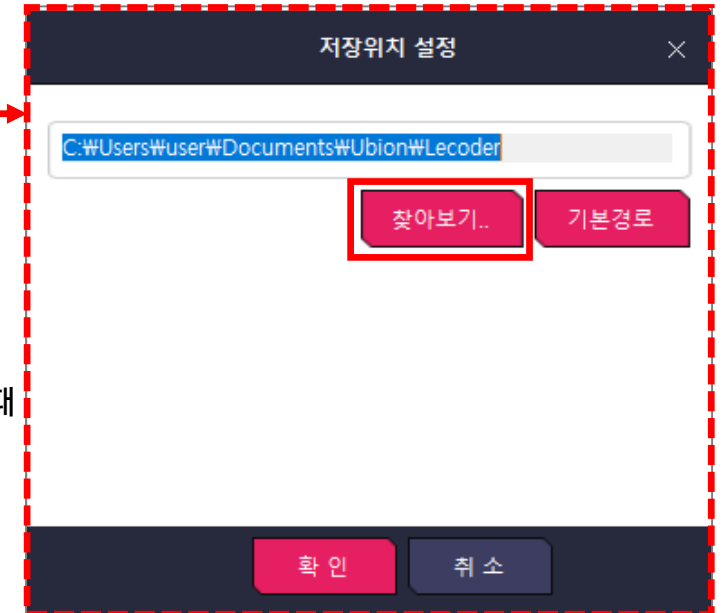 저장위치 설정
C:₩Users₩user₩Documents₩Ubion₩Lecoder
찾아보기.. 기본경로
확 인 취 소